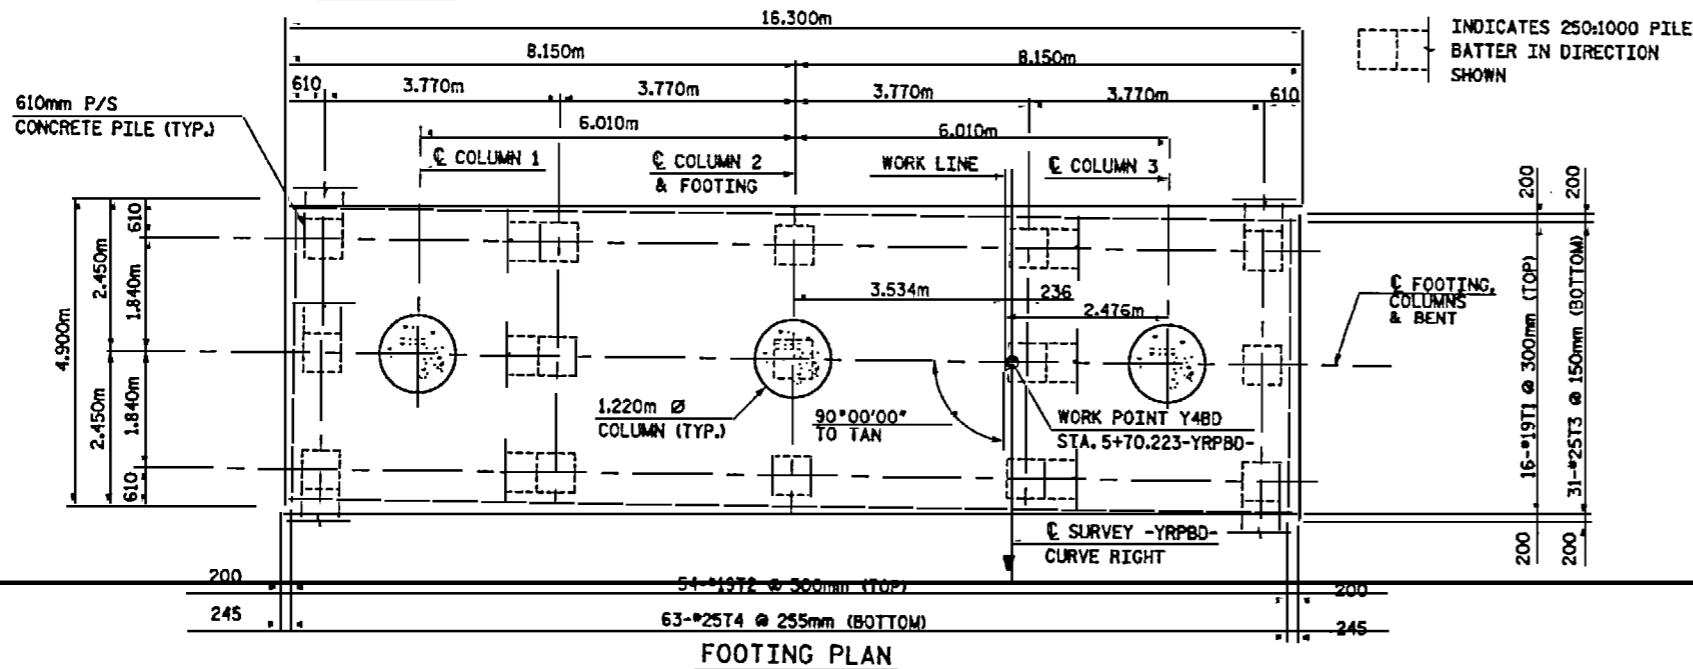 16.300m
INDICATES 250:1000 PILE
BATTER IN DIRECTION
SHOWN
8.150m
8.150m
610
3.770m
3.770m
3.770m
3.770m
610
610mm P/S
CONCRETE PILE (TYP.)
6.010m
6.010m
℄ COLUMN 1
℄ COLUMN 2
& FOOTING
WORK LINE
℄ COLUMN 3
200
200
610
2.450m
1.840m
4.900m
2.450m
1.840m
610
3.534m
236
2.476m
℄ FOOTING,
COLUMNS
& BENT
1.220m Ø
COLUMN (TYP.)
90°00'00"
TO TAN
WORK POINT Y4BD
STA. 5+70.223-YRPBD-
16-#19T1 @ 300mm (TOP)
31-#25T3 @ 150mm (BOTTOM)
℄ SURVEY -YRPBD-
CURVE RIGHT
200
200
200
54-#19T2 @ 300mm (TOP)
200
245
63-#25T4 @ 255mm (BOTTOM)
245
FOOTING PLAN